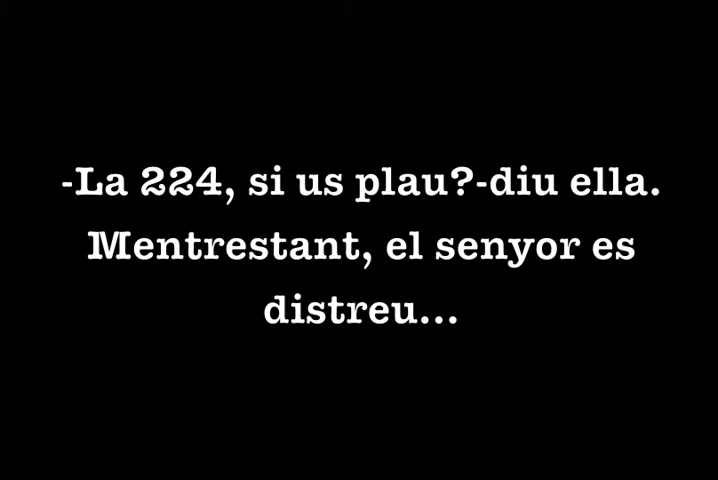 -La 224, si us plau?-diu ella.
Mentrestant, el senyor es
distreu...